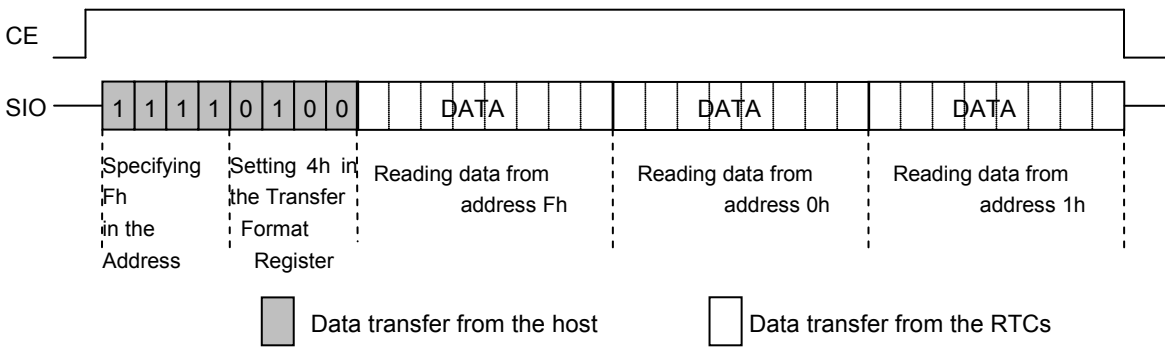 CE
SIO 1 1 1 1 0 1 0 0 DATA DATA DATA
Specifying
Fh
in the
Address
Setting 4h in
the Transfer
Format
Register
Reading data from
address Fh
Reading data from
address 0h
Reading data from
address 1h
Data transfer from the host
Data transfer from the RTCs